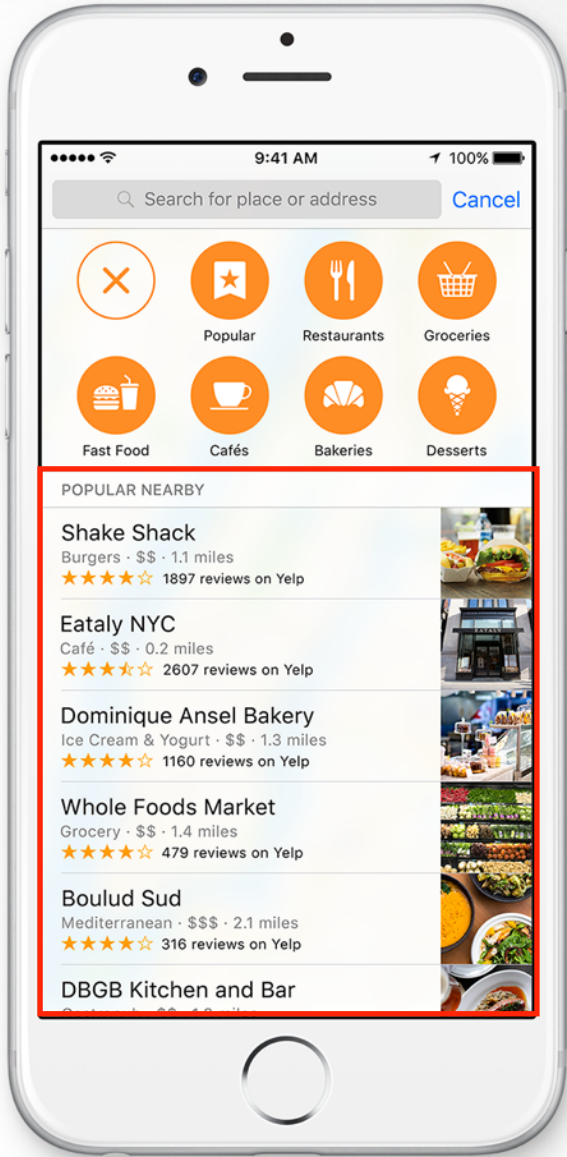 9:41 AM
100%
Search for place or address
Cancel
Popular
Restaurants
Groceries
Fast Food
Cafés
Bakeries
Desserts
POPULAR NEARBY
Shake Shack
Burgers · $$ · 1.1 miles
1897 reviews on Yelp
Eataly NYC
Café · $$ · 0.2 miles
2607 reviews on Yelp
EATALY
Dominique Ansel Bakery
Ice Cream & Yogurt · $$ · 1.3 miles
1160 reviews on Yelp
Whole Foods Market
Grocery · $$ · 1.4 miles
479 reviews on Yelp
Boulud Sud
Mediterranean · $$$ · 2.1 miles
316 reviews on Yelp
DBGB Kitchen and Bar